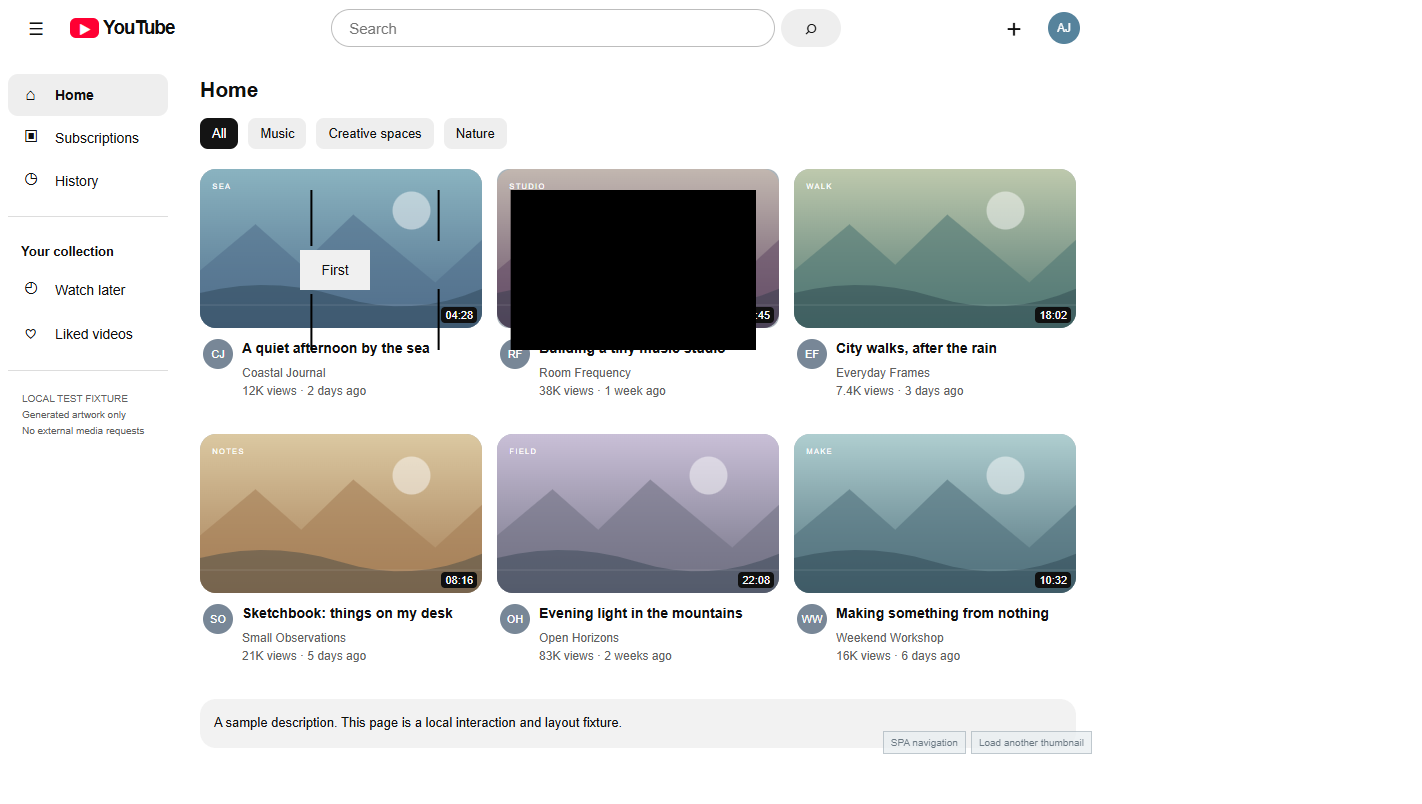 YouTube
Search
AJ
Home
Subscriptions
History
Your collection
Watch later
Liked videos
LOCAL TEST FIXTURE
Generated artwork only
No external media requests
Home
All
Music
Creative spaces
Nature
SEA
First
04:28
CJ
A quiet afternoon by the sea
Coastal Journal
12K views · 2 days ago
STUDIO
:45
RF
Building a tiny music studio
Room Frequency
38K views · 1 week ago
WALK
18:02
EF
City walks, after the rain
Everyday Frames
7.4K views · 3 days ago
NOTES
08:16
SO
Sketchbook: things on my desk
Small Observations
21K views · 5 days ago
FIELD
22:08
OH
Evening light in the mountains
Open Horizons
83K views · 2 weeks ago
MAKE
10:32
WW
Making something from nothing
Weekend Workshop
16K views · 6 days ago
A sample description. This page is a local interaction and layout fixture.
SPA navigation
Load another thumbnail